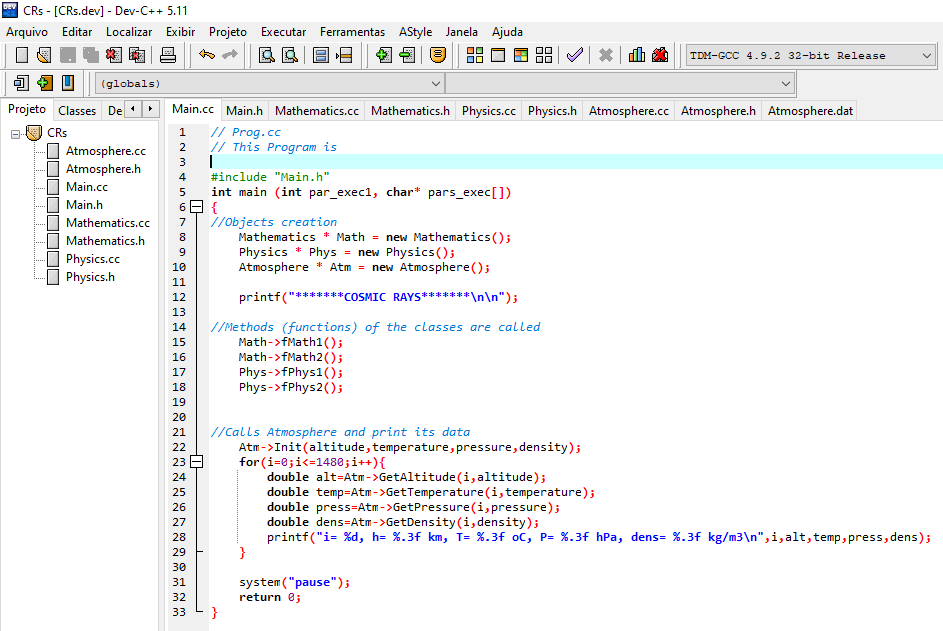 CRs - [CRs.dev] - Dev-C++ 5.11
Arquivo Editar Localizar Exibir Projeto Executar Ferramentas AStyle Janela Ajuda
TDM-GCC 4.9.2 32-bit Release
(globals)
Projeto Classes De
Main.cc Main.h Mathematics.cc Mathematics.h Physics.cc Physics.h Atmosphere.cc Atmosphere.h Atmosphere.dat
CRs
Atmosphere.cc
Atmosphere.h
Main.cc
Main.h
Mathematics.cc
Mathematics.h
Physics.cc
Physics.h
1 // Prog.cc
2 // This Program is
3
4 #include "Main.h"
5 int main (int par_exec1, char* pars_exec[])
6 {
7 //Objects creation
8     Mathematics * Math = new Mathematics();
9     Physics * Phys = new Physics();
10     Atmosphere * Atm = new Atmosphere();
11
12     printf("*******COSMIC RAYS*******\n\n");
13
14 //Methods (functions) of the classes are called
15     Math->fMath1();
16     Math->fMath2();
17     Phys->fPhys1();
18     Phys->fPhys2();
19
20
21 //Calls Atmosphere and print its data
22     Atm->Init(altitude,temperature,pressure,density);
23     for(i=0;i<=1480;i++){
24         double alt=Atm->GetAltitude(i,altitude);
25         double temp=Atm->GetTemperature(i,temperature);
26         double press=Atm->GetPressure(i,pressure);
27         double dens=Atm->GetDensity(i,density);
28         printf("i= %d, h= %.3f km, T= %.3f oC, P= %.3f hPa, dens= %.3f kg/m3\n",i,alt,temp,press,dens);
29     }
30
31     system("pause");
32     return 0;
33 }